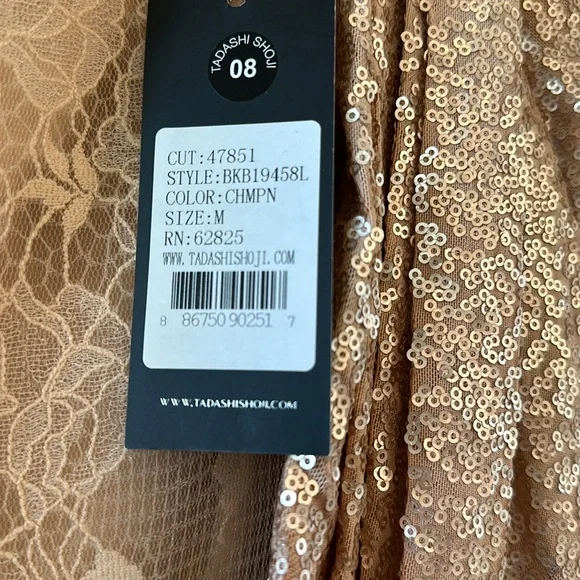 TADASHI SHOJI
08
CUT:47851
STYLE:BKB19458L
COLOR:CHMPN
SIZE:M
RN:62825
WWW.TADASHISHOJI.COM
8 86750 90251 7
WWW.TADASHISHOJI.COM